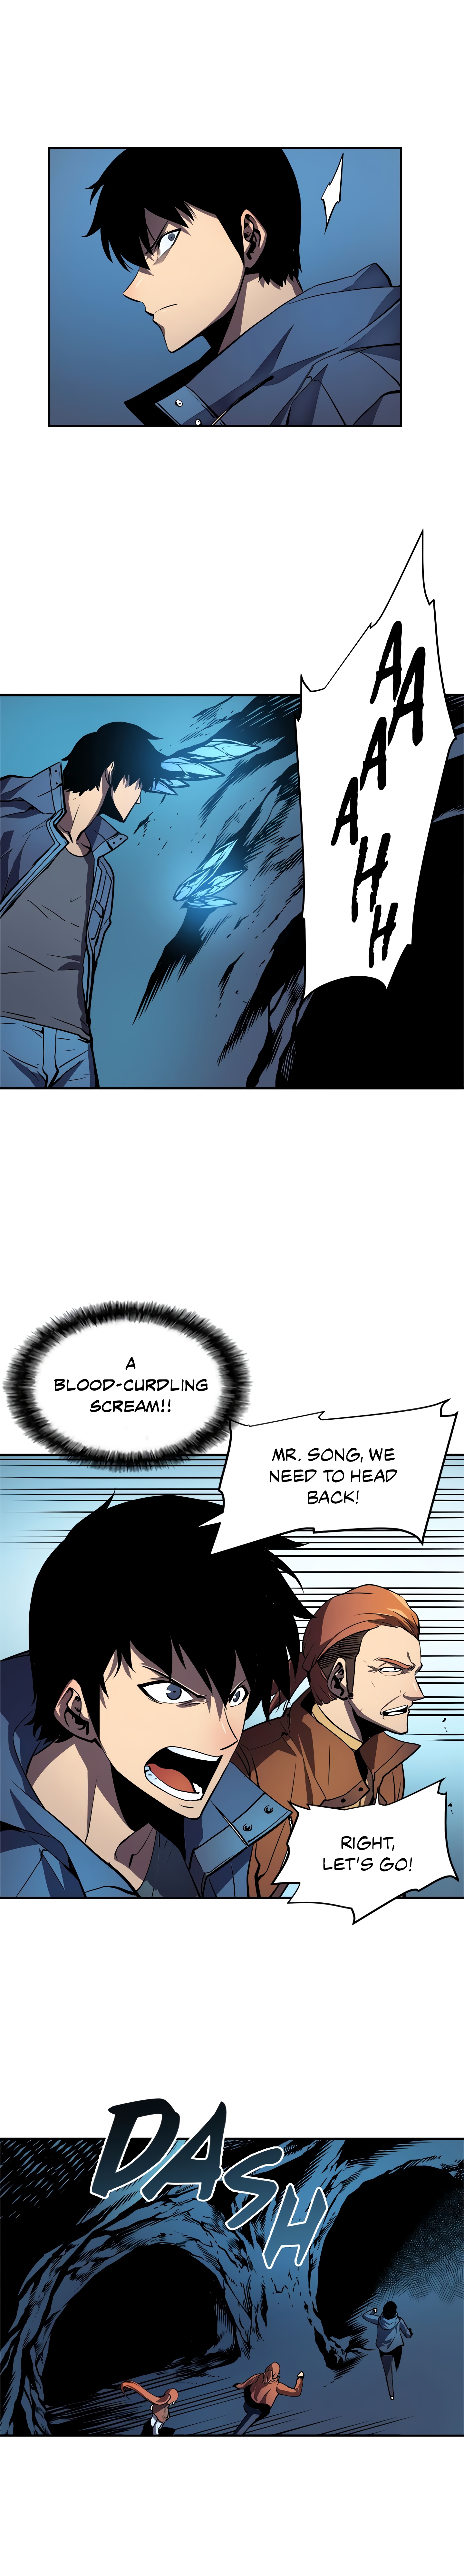 AAAAHH
A
BLOOD-CURDLING
SCREAM!!
MR. SONG, WE
NEED TO HEAD
BACK!
RIGHT,
LET'S GO!
DASH